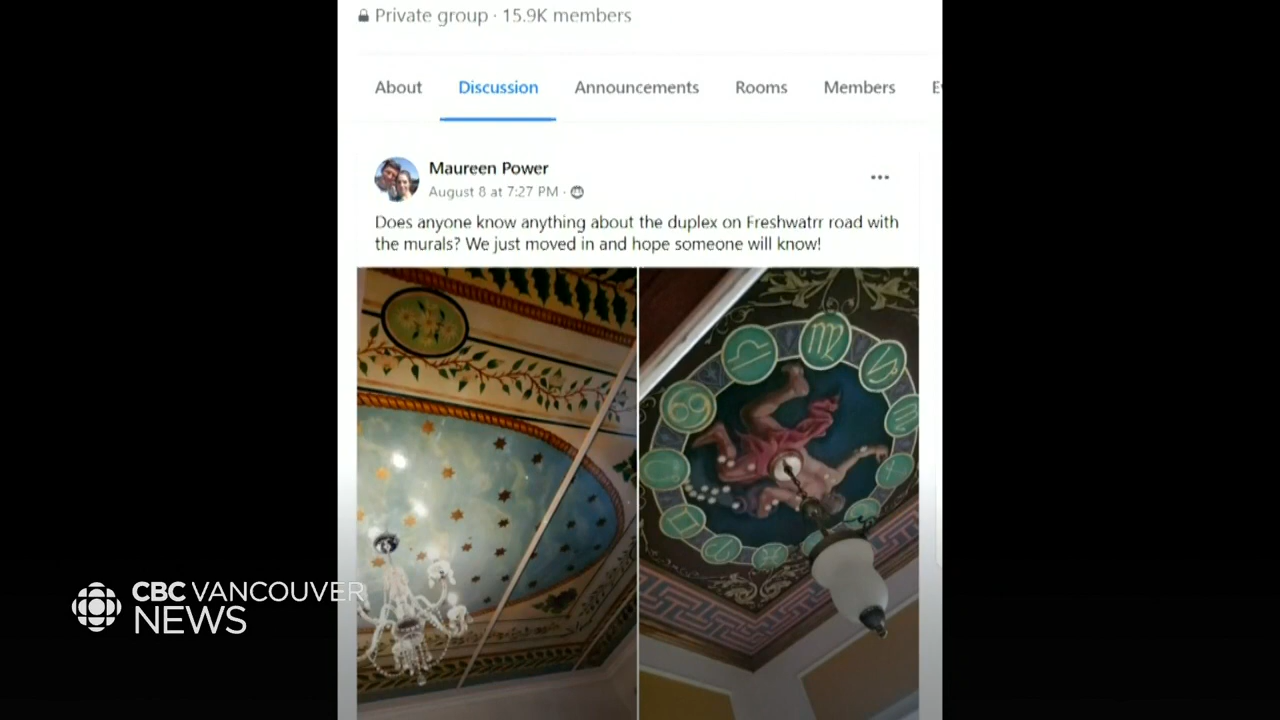 Private group · 15.9K members
About Discussion Announcements Rooms Members
Maureen Power
August 8 at 7:27 PM ·
Does anyone know anything about the duplex on Freshwatrr road with
the murals? We just moved in and hope someone will know!
CBC VANCOUVER
NEWS